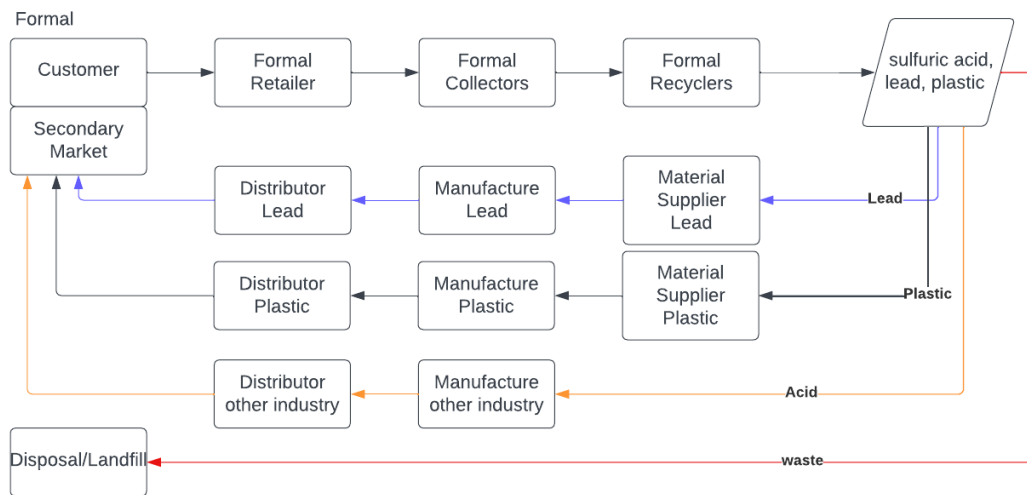 Formal
Customer
Formal
Retailer
Formal
Collectors
Formal
Recyclers
sulfuric acid,
lead, plastic
Secondary
Market
Distributor
Lead
Manufacture
Lead
Material
Supplier
Lead
Lead
Distributor
Plastic
Manufacture
Plastic
Material
Supplier
Plastic
Plastic
Distributor
other industry
Manufacture
other industry
Acid
Disposal/Landfill
waste